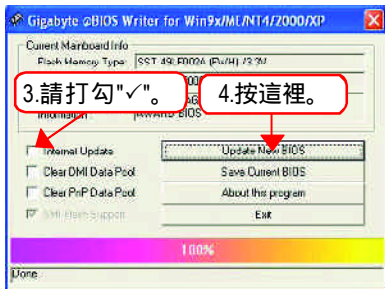 Gigabyte @BIOS Writer for Win9x/ME/NT4/2000/XP
Current Mainboard Info
Flash Memory Type: SST 49LF002A (Fw/H) /3.3V
3.請打勾"✓"。
4.按這裡。
Information: AWARD BIOS
Internet Update
Update New BIOS
Clear DMI Data Pool
Save Current BIOS
Clear PnP Data Pool
About this program
SMI Flash Support
Exit
100%
Done